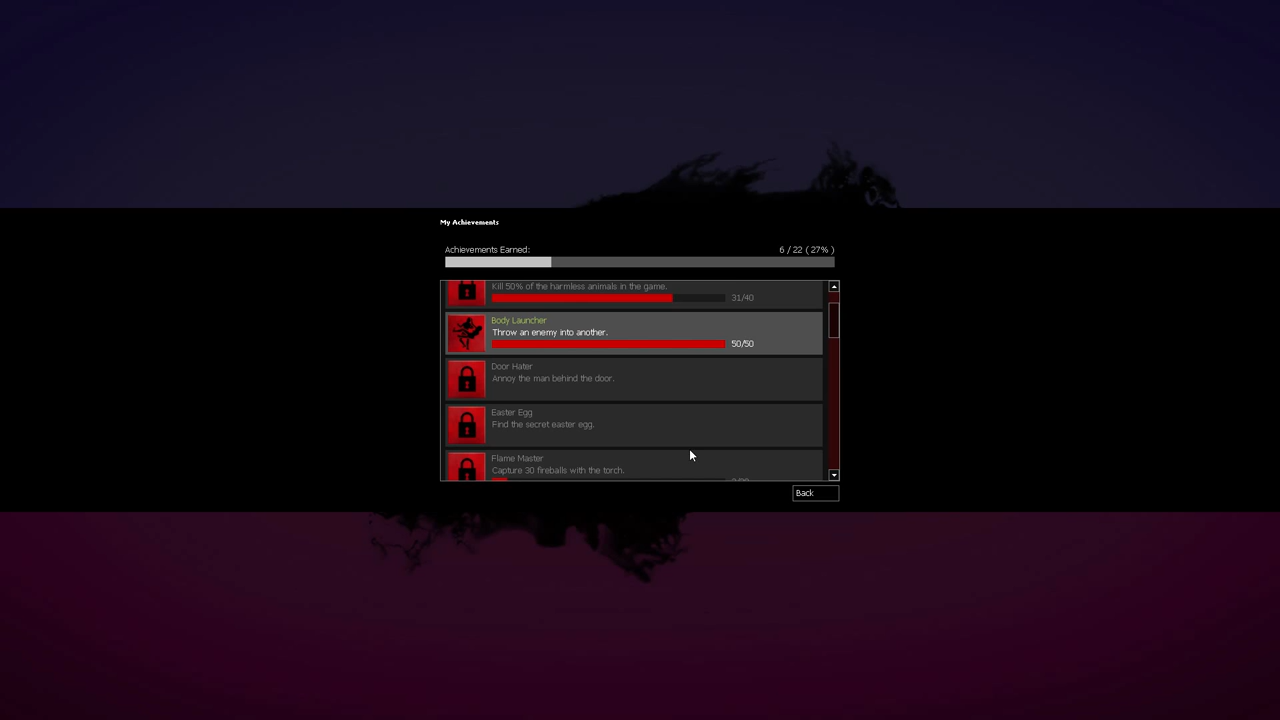 My Achievements
Achievements Earned: 6 / 22 ( 27% )
Kill 50% of the harmless animals in the game.
31/40
Body Launcher
Throw an enemy into another.
50/50
Door Hater
Annoy the man behind the door.
Easter Egg
Find the secret easter egg.
Flame Master
Capture 30 fireballs with the torch.
Back